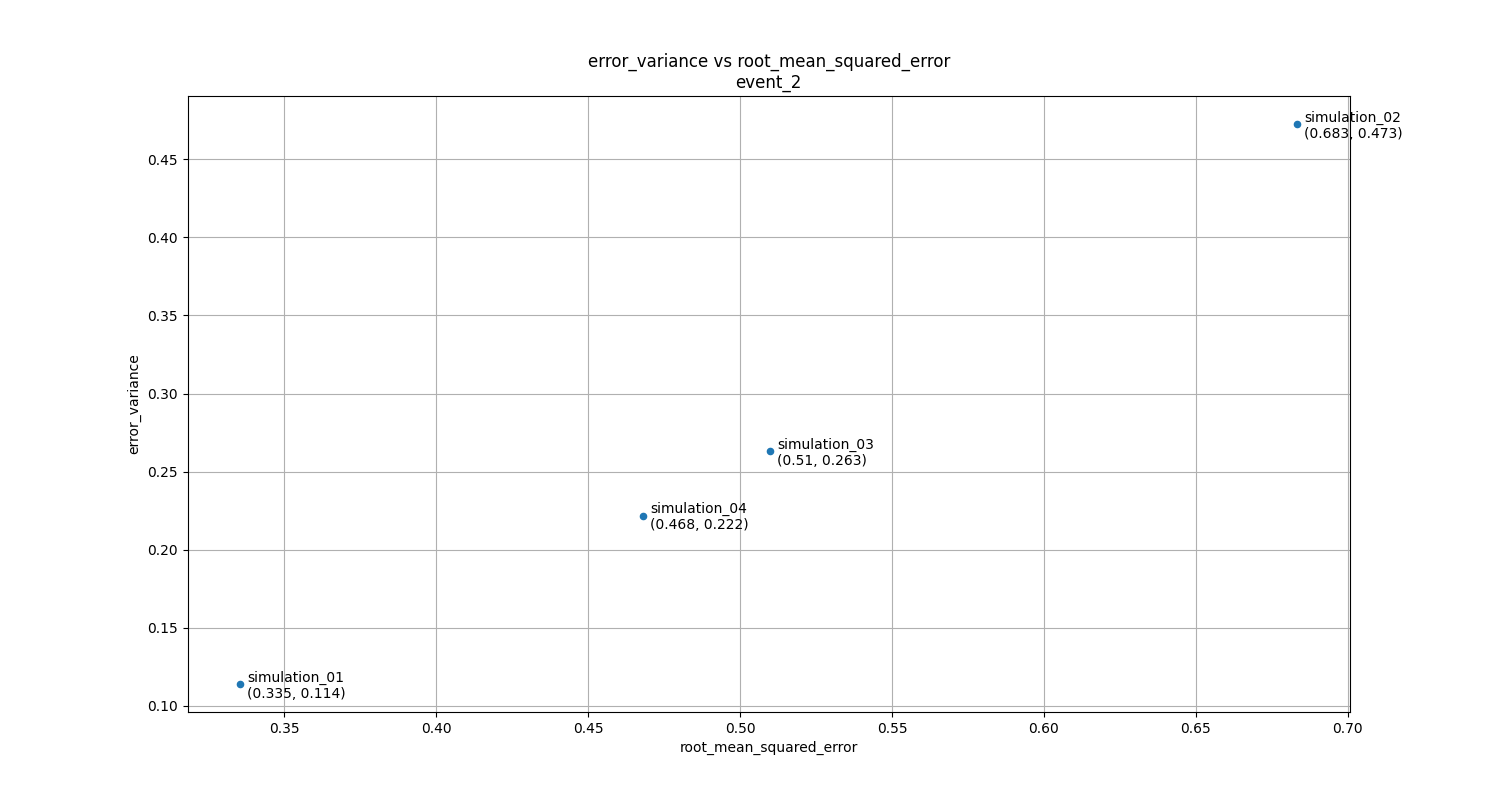 error_variance vs root_mean_squared_error
event_2
simulation_02
(0.683, 0.473)
0.45
0.40
0.35
0.30
0.25
0.20
0.15
0.10
error_variance
simulation_03
(0.51, 0.263)
simulation_04
(0.468, 0.222)
simulation_01
(0.335, 0.114)
0.35
0.40
0.45
0.50
0.55
0.60
0.65
0.70
root_mean_squared_error